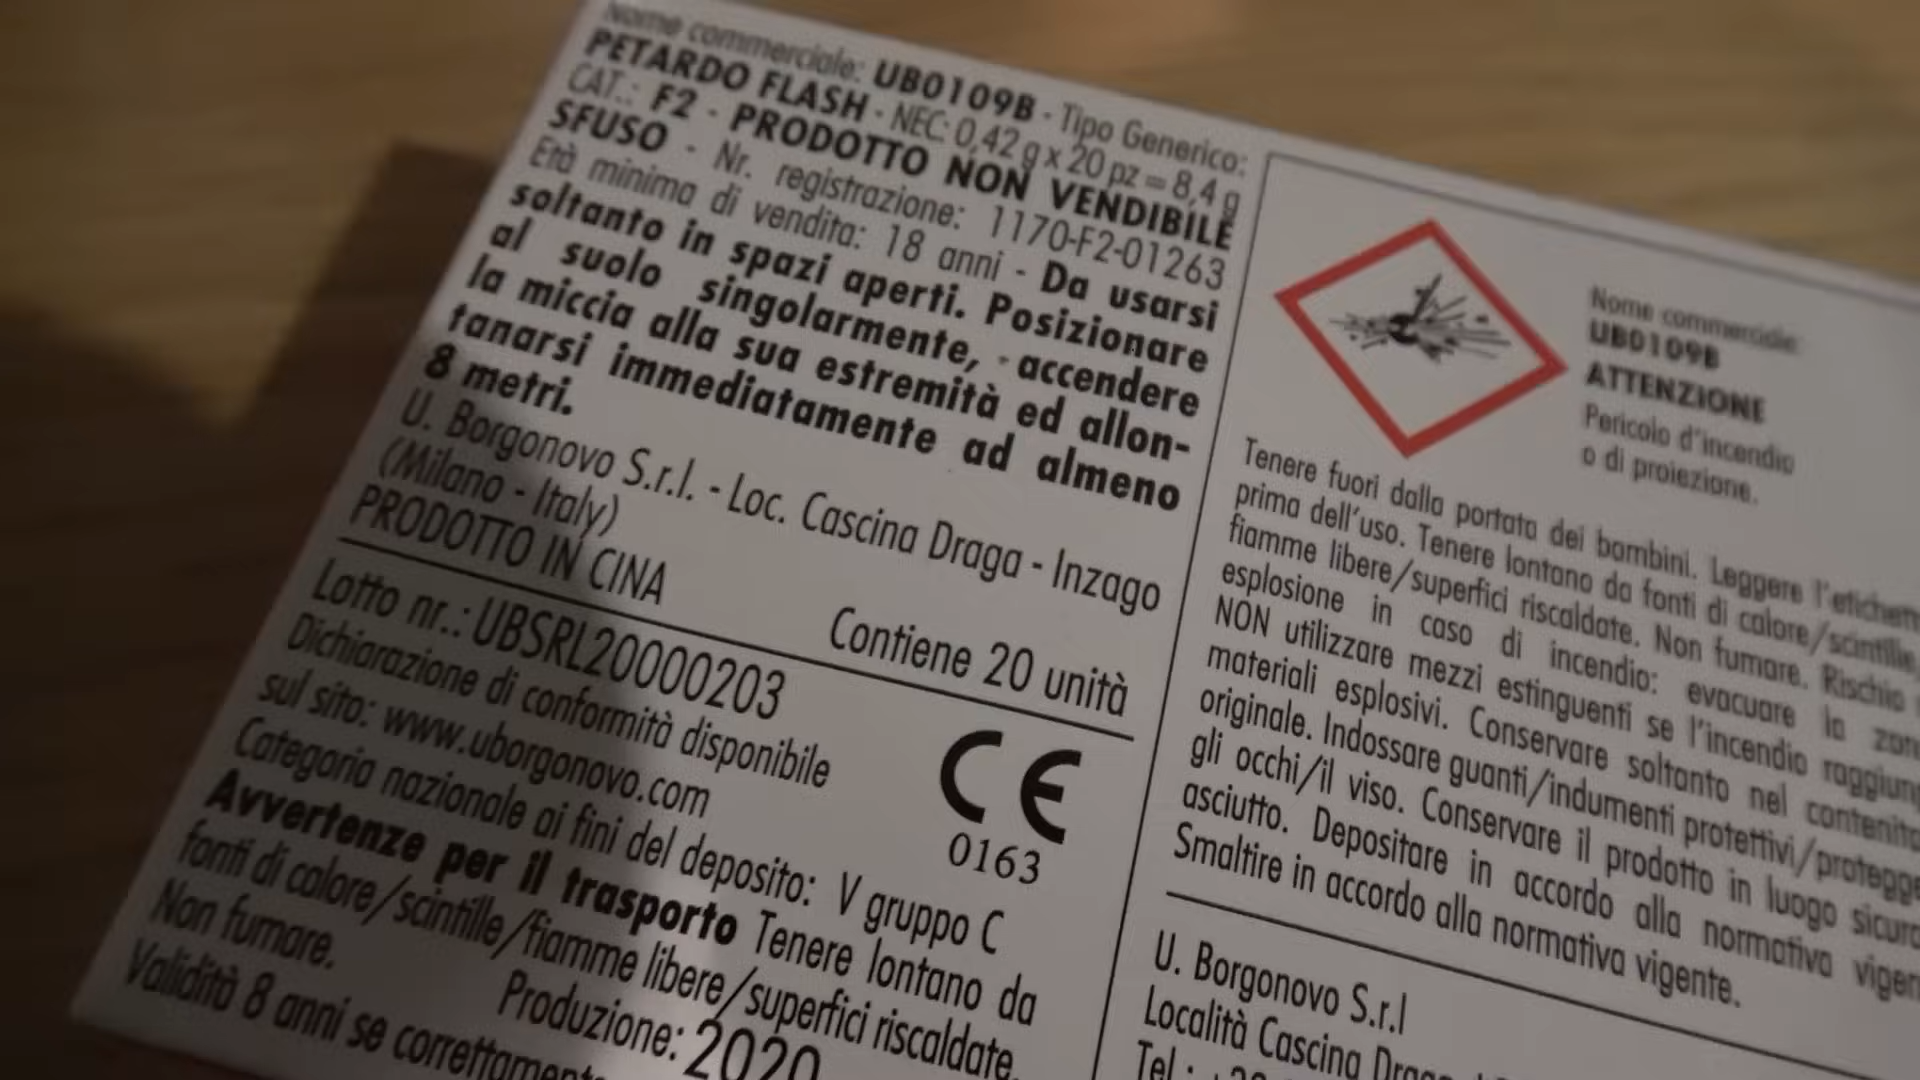 Nome commerciale: UB0109B - Tipo Generico:
PETARDO FLASH - NEC: 0,42 g x 20 pz = 8,4 g
CAT.: F2 - PRODOTTO NON VENDIBILE
SFUSO - Nr. registrazione: 1170-F2-01263
Età minima di vendita: 18 anni - Da usarsi
soltanto in spazi aperti. Posizionare
al suolo singolarmente, accendere
la miccia alla sua estremità ed allon-
tanarsi immediatamente ad almeno
8 metri.
U. Borgonovo S.r.l. - Loc. Cascina Draga - Inzago
(Milano - Italy)
PRODOTTO IN CINA
Contiene 20 unità
Lotto nr.: UBSRL20000203
Dichiarazione di conformità disponibile
sul sito: www.uborgonovo.com
CE
0163
Categoria nazionale ai fini del deposito: V gruppo C
Avvertenze per il trasporto Tenere lontano da
fonti di calore/scintille/fiamme libere/superfici riscaldate.
Non fumare.
Produzione: 2020
Validità 8 anni se correttamente
Nome commerciale:
UB0109B
ATTENZIONE
Pericolo d'incendio
o di proiezione.
Tenere fuori dalla portata dei bambini. Leggere l'etichetta
prima dell'uso. Tenere lontano da fonti di calore/scintille/
fiamme libere/superfici riscaldate. Non fumare. Rischio
esplosione in caso di incendio: evacuare la zona
NON utilizzare mezzi estinguenti se l'incendio raggiung
materiali esplosivi. Conservare soltanto nel contenito
originale. Indossare guanti/indumenti protettivi/protegge
gli occhi/il viso. Conservare il prodotto in luogo sicuro
asciutto. Depositare in accordo alla normativa vigen
Smaltire in accordo alla normativa vigente.
U. Borgonovo S.r.l
Località Cascina Drag
Tel.: +39